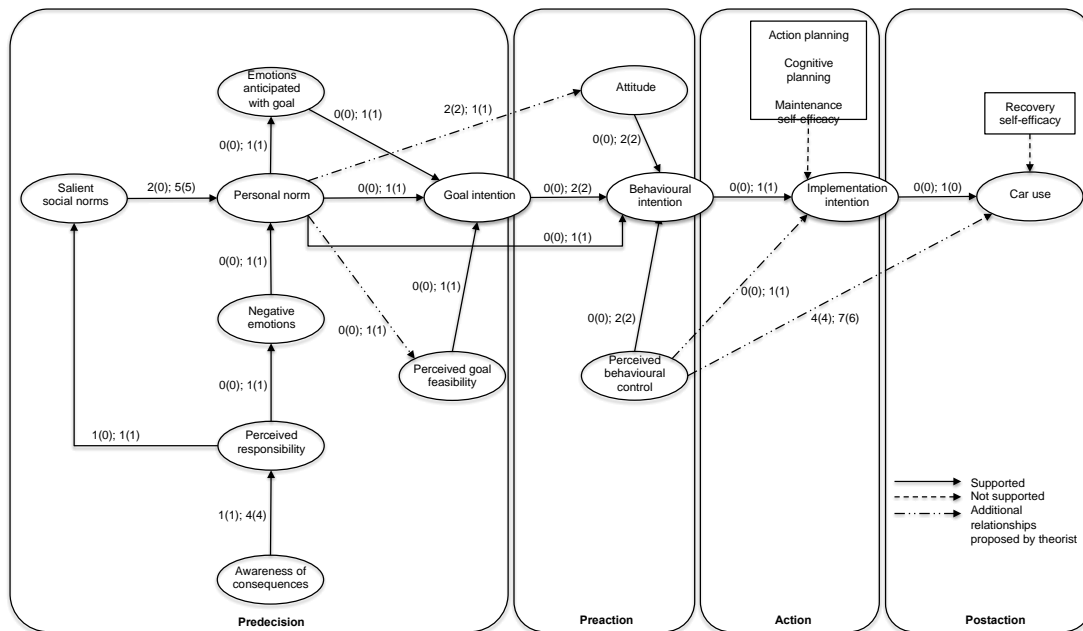 Action planning
Cognitive
planning
Maintenance
self-efficacy
Emotions
anticipated
with goal
Attitude
Recovery
self-efficacy
2(2); 1(1)
0(0); 1(1)
0(0); 2(2)
0(0); 1(1)
Salient
social norms
2(0); 5(5)
Personal norm
0(0); 1(1)
Goal intention
0(0); 2(2)
Behavioural
intention
0(0); 1(1)
Implementation
intention
0(0); 1(0)
Car use
0(0); 1(1)
0(0); 1(1)
0(0); 1(1)
0(0); 1(1)
Negative
emotions
0(0); 1(1)
0(0); 2(2)
4(4); 7(6)
Perceived goal
feasibility
Perceived
behavioural
control
0(0); 1(1)
1(0); 1(1)
Perceived
responsibility
1(1); 4(4)
Awareness of
consequences
Supported
Not supported
Additional
relationships
proposed by theorist
Predecision
Preaction
Action
Postaction